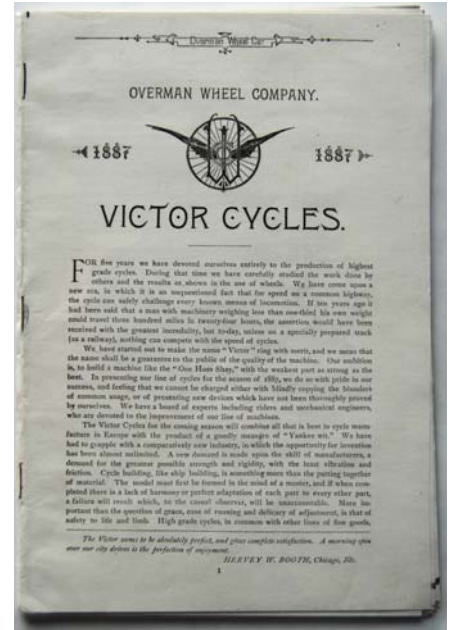 Overman Wheel Co.
OVERMAN WHEEL COMPANY.
1887 1887
VICTOR CYCLES.
FOR five years we have devoted ourselves entirely to the production of highest
grade cycles. During that time we have carefully studied the work done by
others and the results as shown in the use of wheels. We have come upon a
new era, in which it is an unquestioned fact that for speed on a common highway,
the cycle can safely challenge every known means of locomotion. If ten years ago it
had been said that a man with machinery weighing less than one-third his own weight
could travel three hundred miles in twenty-four hours, the assertion would have been
received with the greatest incredulity, but to-day, unless on a specially prepared track
(as a railway), nothing can compete with the speed of cycles.
We have started out to make the name "Victor" ring with merit, and we mean that
the name shall be a guarantee to the public of the quality of the machine. Our ambition
is, to build a machine like the "One Hoss Shay," with the weakest part as strong as the
best. In presenting our line of cycles for the season of 1887, we do so with pride in our
success, and feeling that we cannot be charged either with blindly copying the blunders
of common usage, or of presenting new devices which have not been thoroughly proved
by ourselves. We have a board of experts including riders and mechanical engineers,
who are devoted to the improvement of our line of machines.
The Victor Cycles for the coming season will combine all that is best in cycle manu-
facture in Europe with the product of a goodly measure of "Yankee wit." We have
had to grapple with a comparatively new industry, in which the opportunity for invention
has been almost unlimited. A new demand is made upon the skill of manufacturers, a
demand for the greatest possible strength and rigidity, with the least vibration and
friction. Cycle building, like ship building, is something more than the putting together
of material. The model must first be formed in the mind of a master, and if when com-
pleted there is a lack of harmony or perfect adaptation of each part to every other part,
a failure will result which, to the casual observer, will be unaccountable. More im-
portant than the question of grace, ease of running and delicacy of adjustment, is that of
safety to life and limb. High grade cycles, in common with other lines of fine goods,
The Victor seems to be absolutely perfect, and gives complete satisfaction. A morning spin
over our city drives is the perfection of enjoyment.
HERVEY W. BOOTH, Chicago, Ills.
1